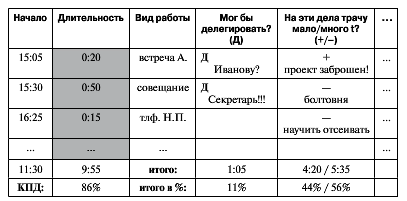 Начало Длительность Вид работы Мог бы делегировать? (Д) На эти дела трачу мало/много t? (+/–) ...
15:05 0:20 встреча А. Д Иванову? + проект заброшен! ...
15:30 0:50 совещание Д Секретарь!!! — болтовня ...
16:25 0:15 тлф. Н.П. — научить отсеивать ...
... ... ... ... ...
11:30 9:55 итого: 1:05 4:20 / 5:35
КПД: 86% итого в %: 11% 44% / 56%